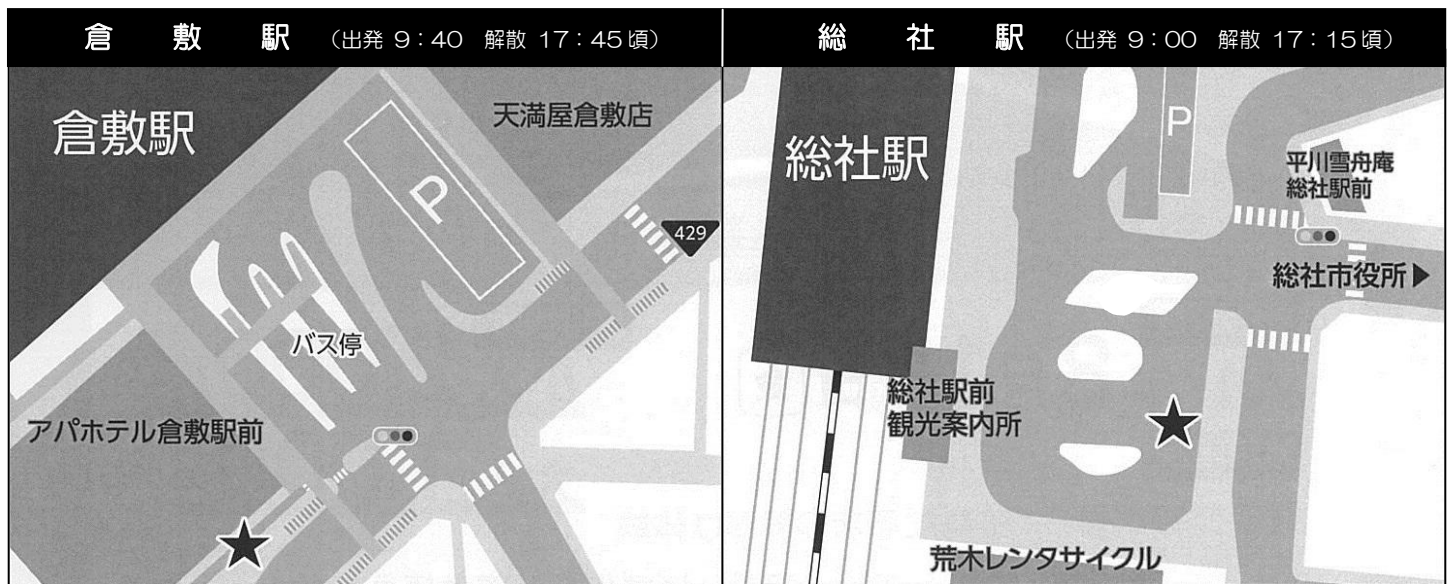 倉敷駅 （出発 9：40 解散 17：45頃）
倉敷駅
天満屋倉敷店
P
429
バス停
アパホテル倉敷駅前
総社駅 （出発 9：00 解散 17：15頃）
総社駅
P
平川雪舟庵
総社駅前
総社市役所▶
総社駅前
観光案内所
荒木レンタサイクル